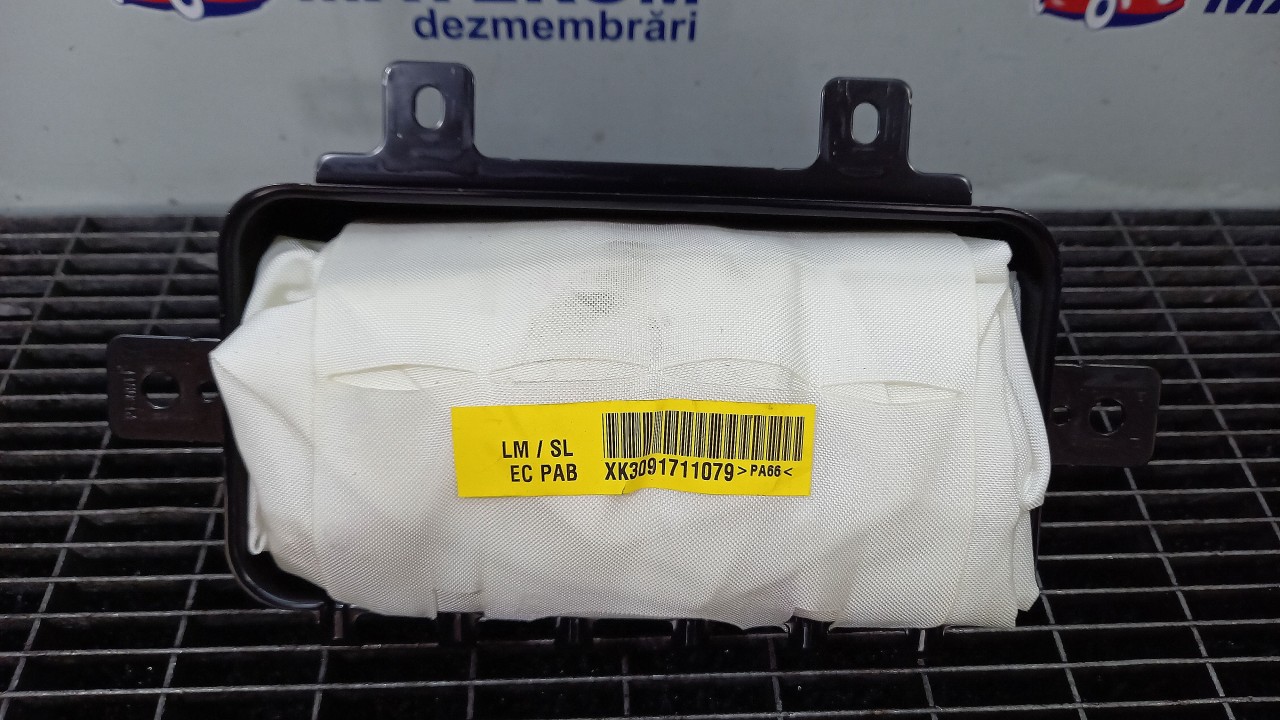 dezmembrări
LM / SL
EC PAB
XK3091711079 >PA66<